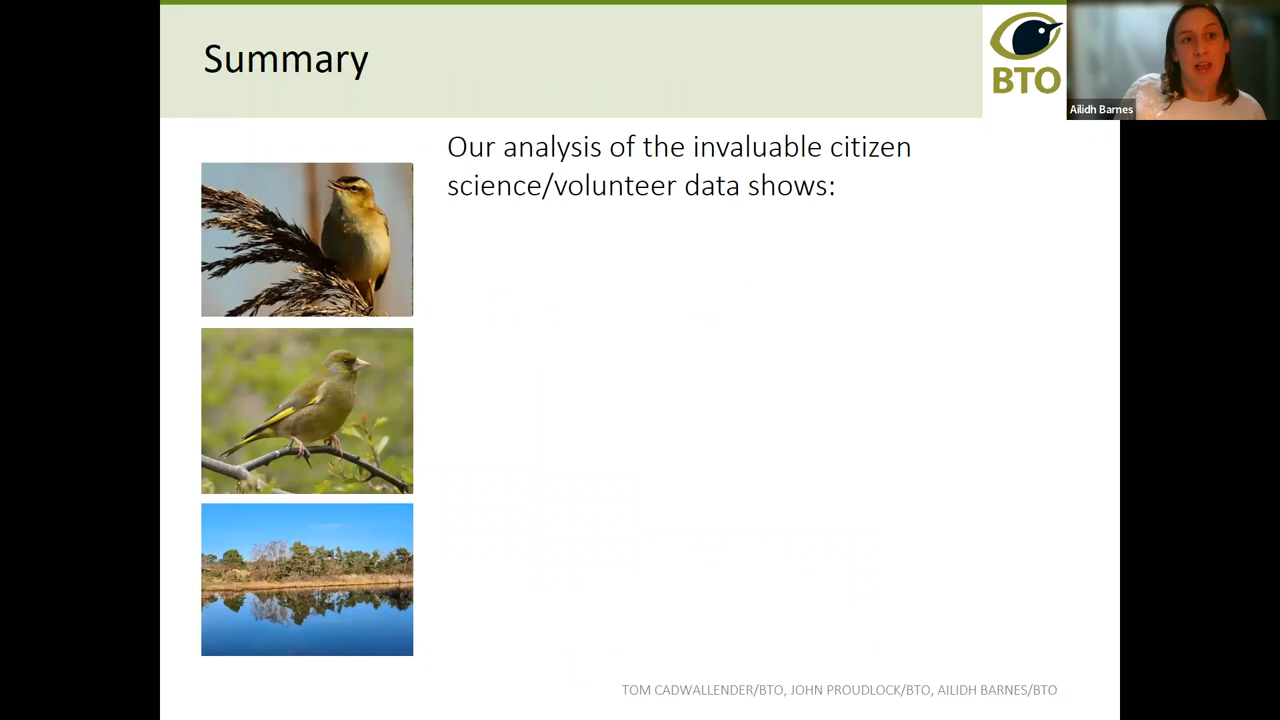 Summary
BTO
Ailidh Barnes
Our analysis of the invaluable citizen
science/volunteer data shows:
TOM CADWALLENDER/BTO, JOHN PROUDLOCK/BTO, AILIDH BARNES/BTO